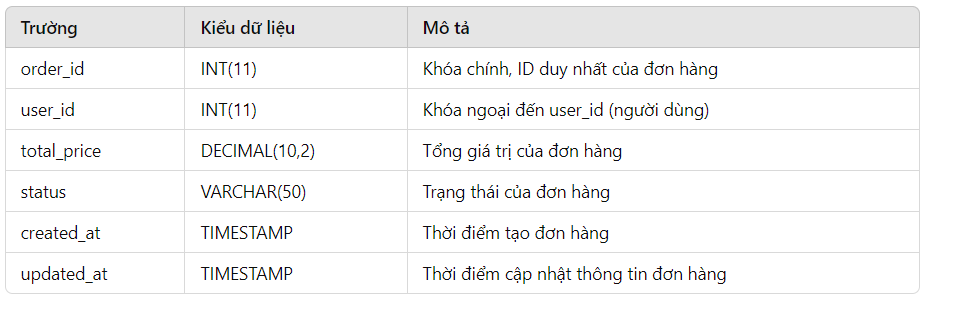 Trường Kiểu dữ liệu Mô tả
order_id INT(11) Khóa chính, ID duy nhất của đơn hàng
user_id INT(11) Khóa ngoại đến user_id (người dùng)
total_price DECIMAL(10,2) Tổng giá trị của đơn hàng
status VARCHAR(50) Trạng thái của đơn hàng
created_at TIMESTAMP Thời điểm tạo đơn hàng
updated_at TIMESTAMP Thời điểm cập nhật thông tin đơn hàng